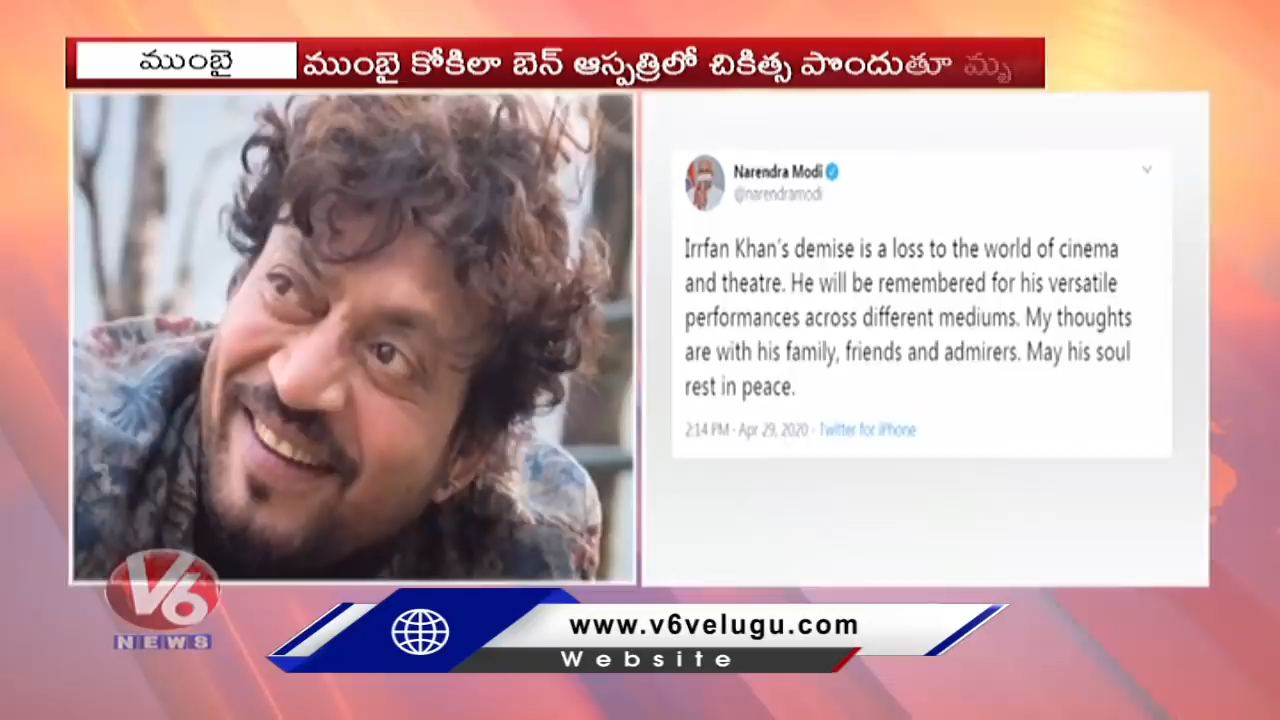 ముంబై
ముంబై కోకిలా బెన్ ఆస్పత్రిలో చికిత్స పొందుతూ మృ
Narendra Modi
@narendramodi
Irrfan Khan's demise is a loss to the world of cinema
and theatre. He will be remembered for his versatile
performances across different mediums. My thoughts
are with his family, friends and admirers. May his soul
rest in peace.
2:14 PM - Apr 29, 2020 · Twitter for iPhone
V6
NEWS
www.v6velugu.com
Website